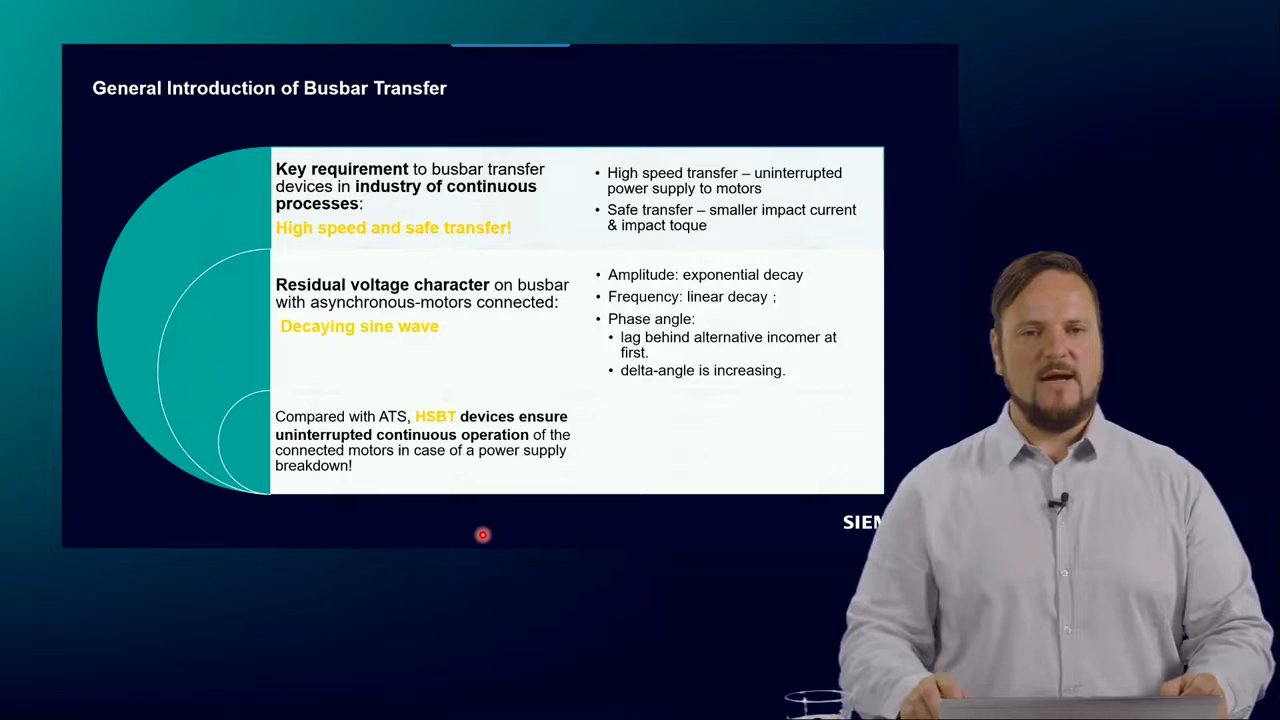 General Introduction of Busbar Transfer
Key requirement to busbar transfer
devices in industry of continuous
processes:
High speed and safe transfer!
• High speed transfer – uninterrupted
power supply to motors
• Safe transfer – smaller impact current
& impact toque
Residual voltage character on busbar
with asynchronous-motors connected:
Decaying sine wave
• Amplitude: exponential decay
• Frequency: linear decay ;
• Phase angle:
• lag behind alternative incomer at
first.
• delta-angle is increasing.
Compared with ATS, HSBT devices ensure
uninterrupted continuous operation of the
connected motors in case of a power supply
breakdown!
SIEM